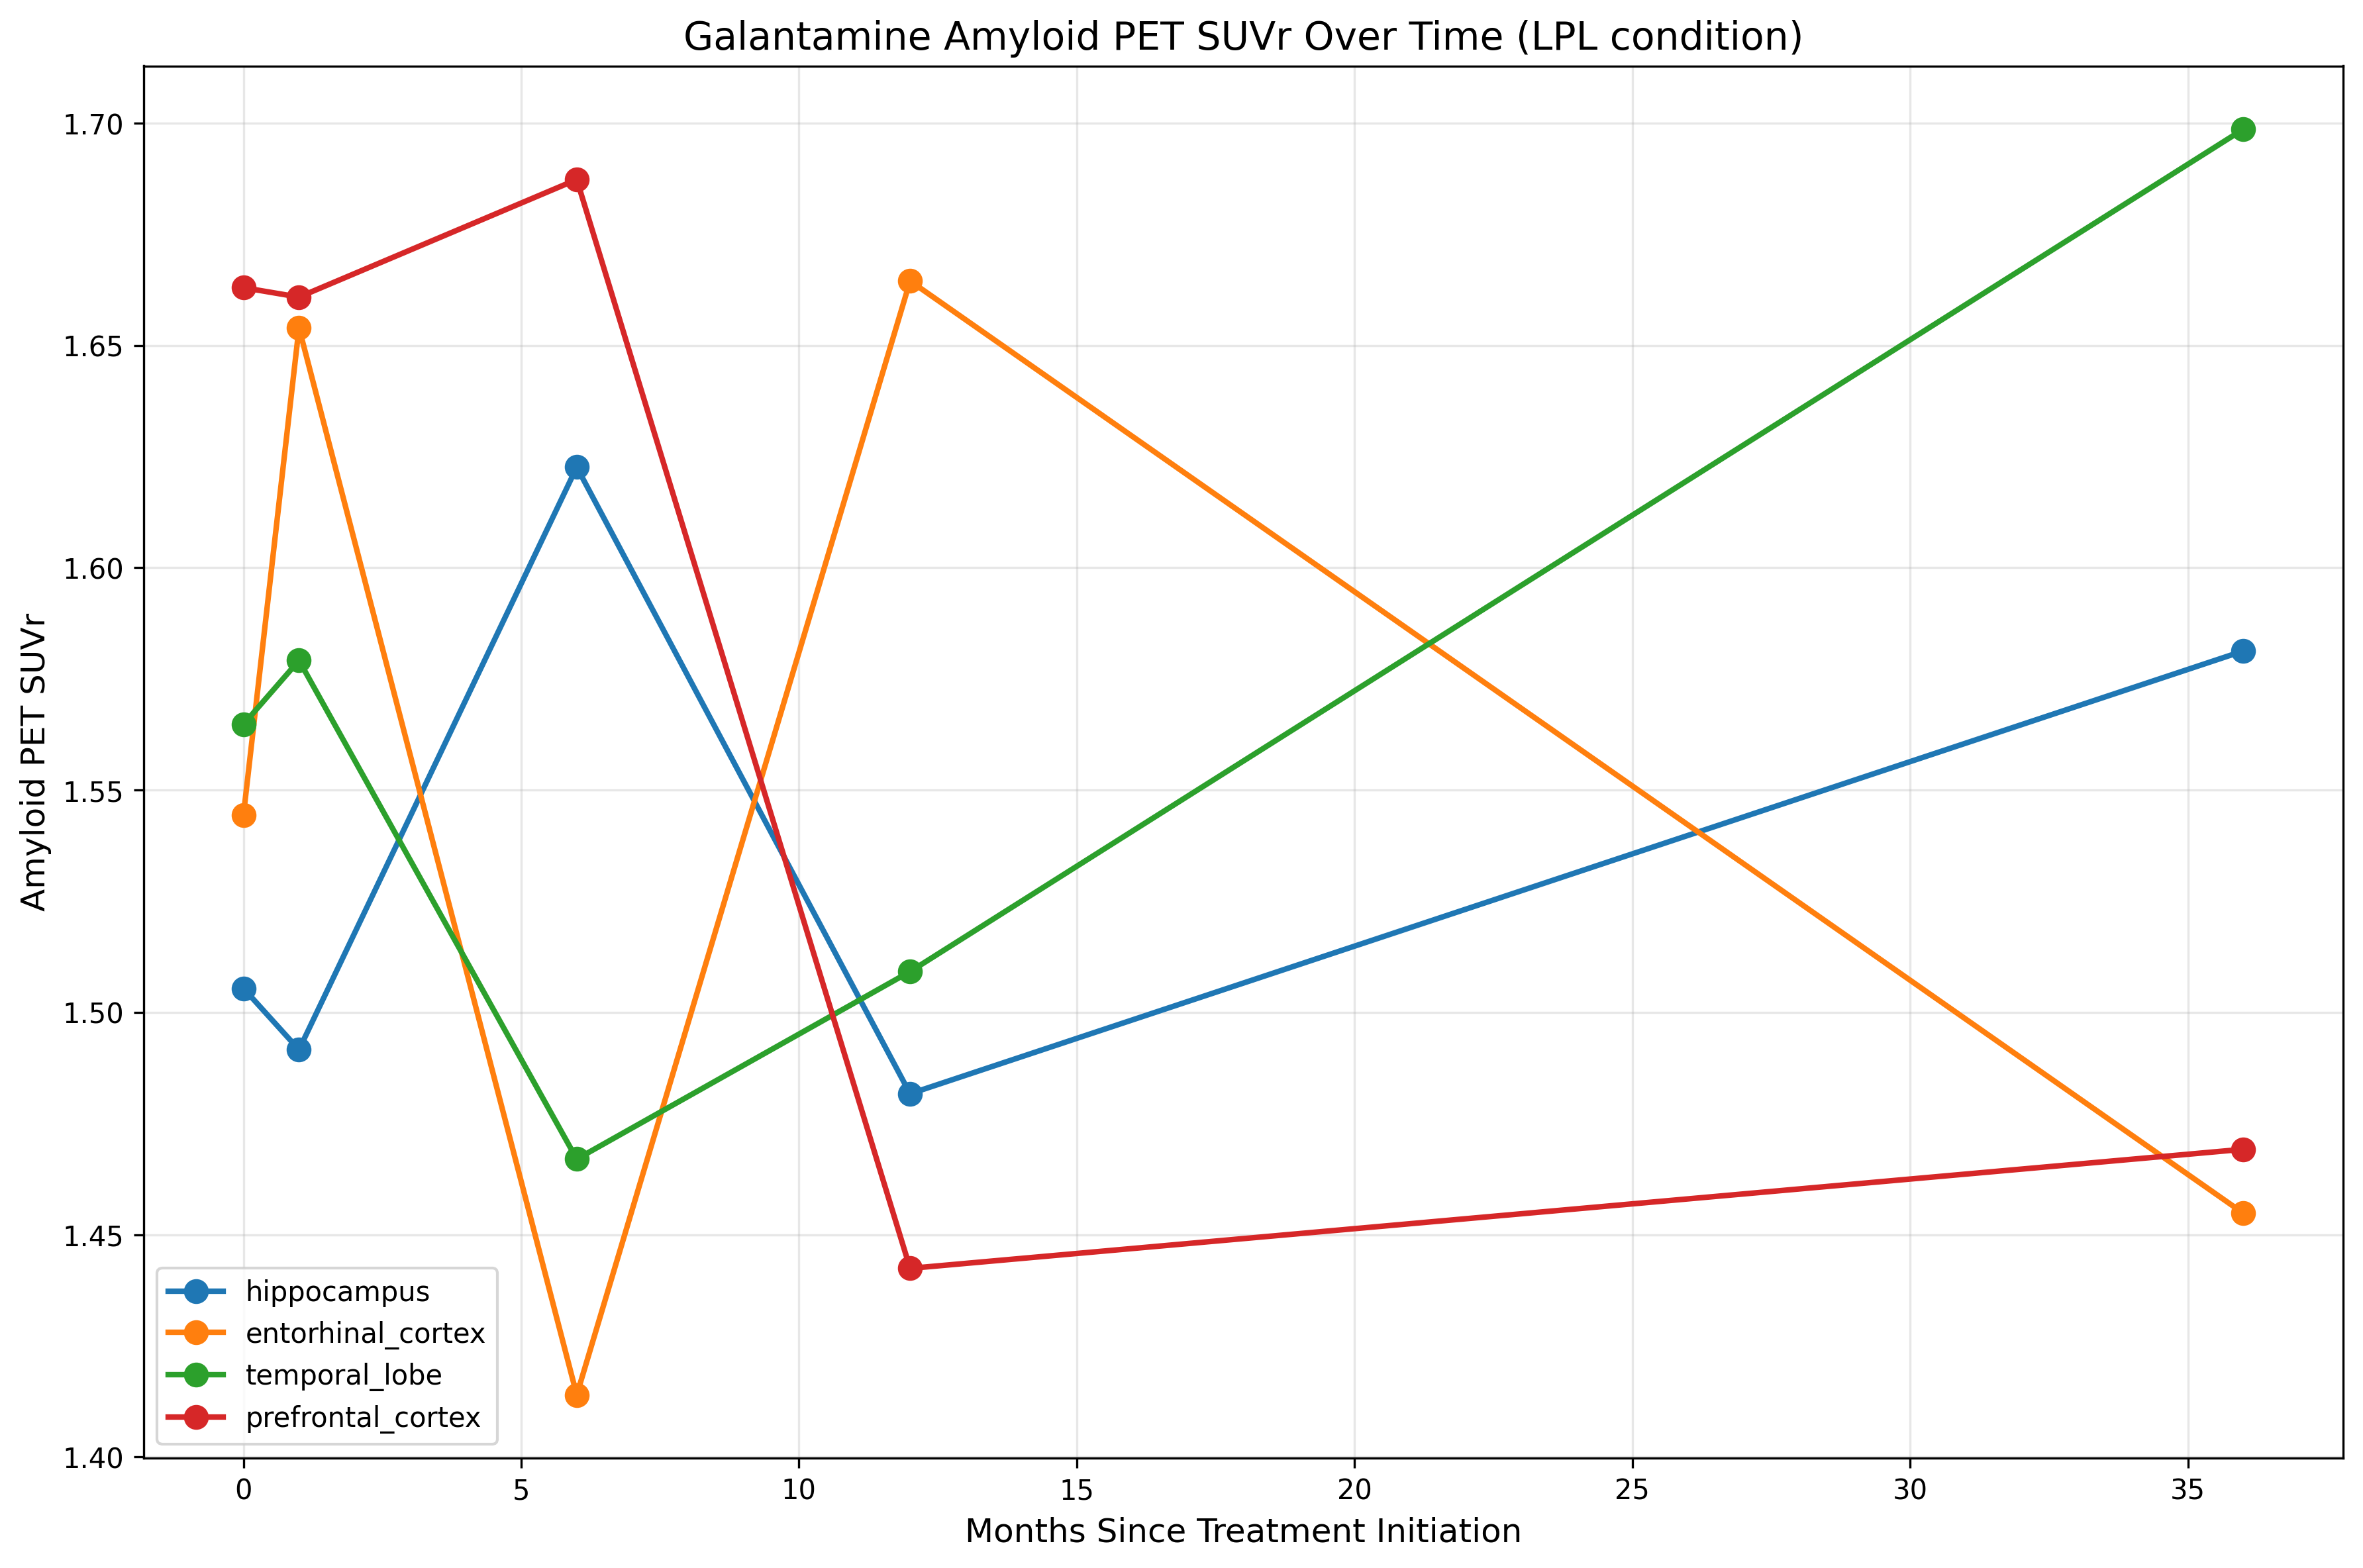 Galantamine Amyloid PET SUVr Over Time (LPL condition)
1.70
1.65
1.60
1.55
1.50
1.45
1.40
Amyloid PET SUVr
hippocampus
entorhinal_cortex
temporal_lobe
prefrontal_cortex
0 5 10 15 20 25 30 35
Months Since Treatment Initiation